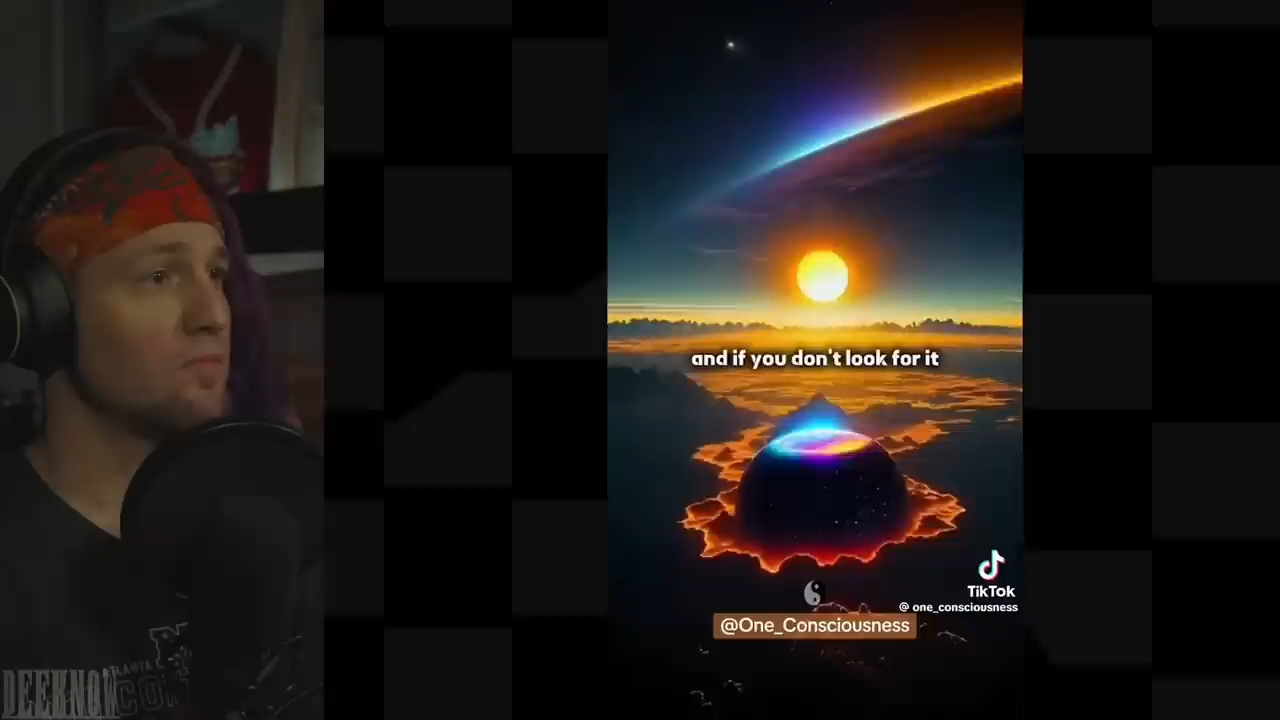 and if you don't look for it
TikTok
@ one_consciousness
@One_Consciousness
DEEKNOW